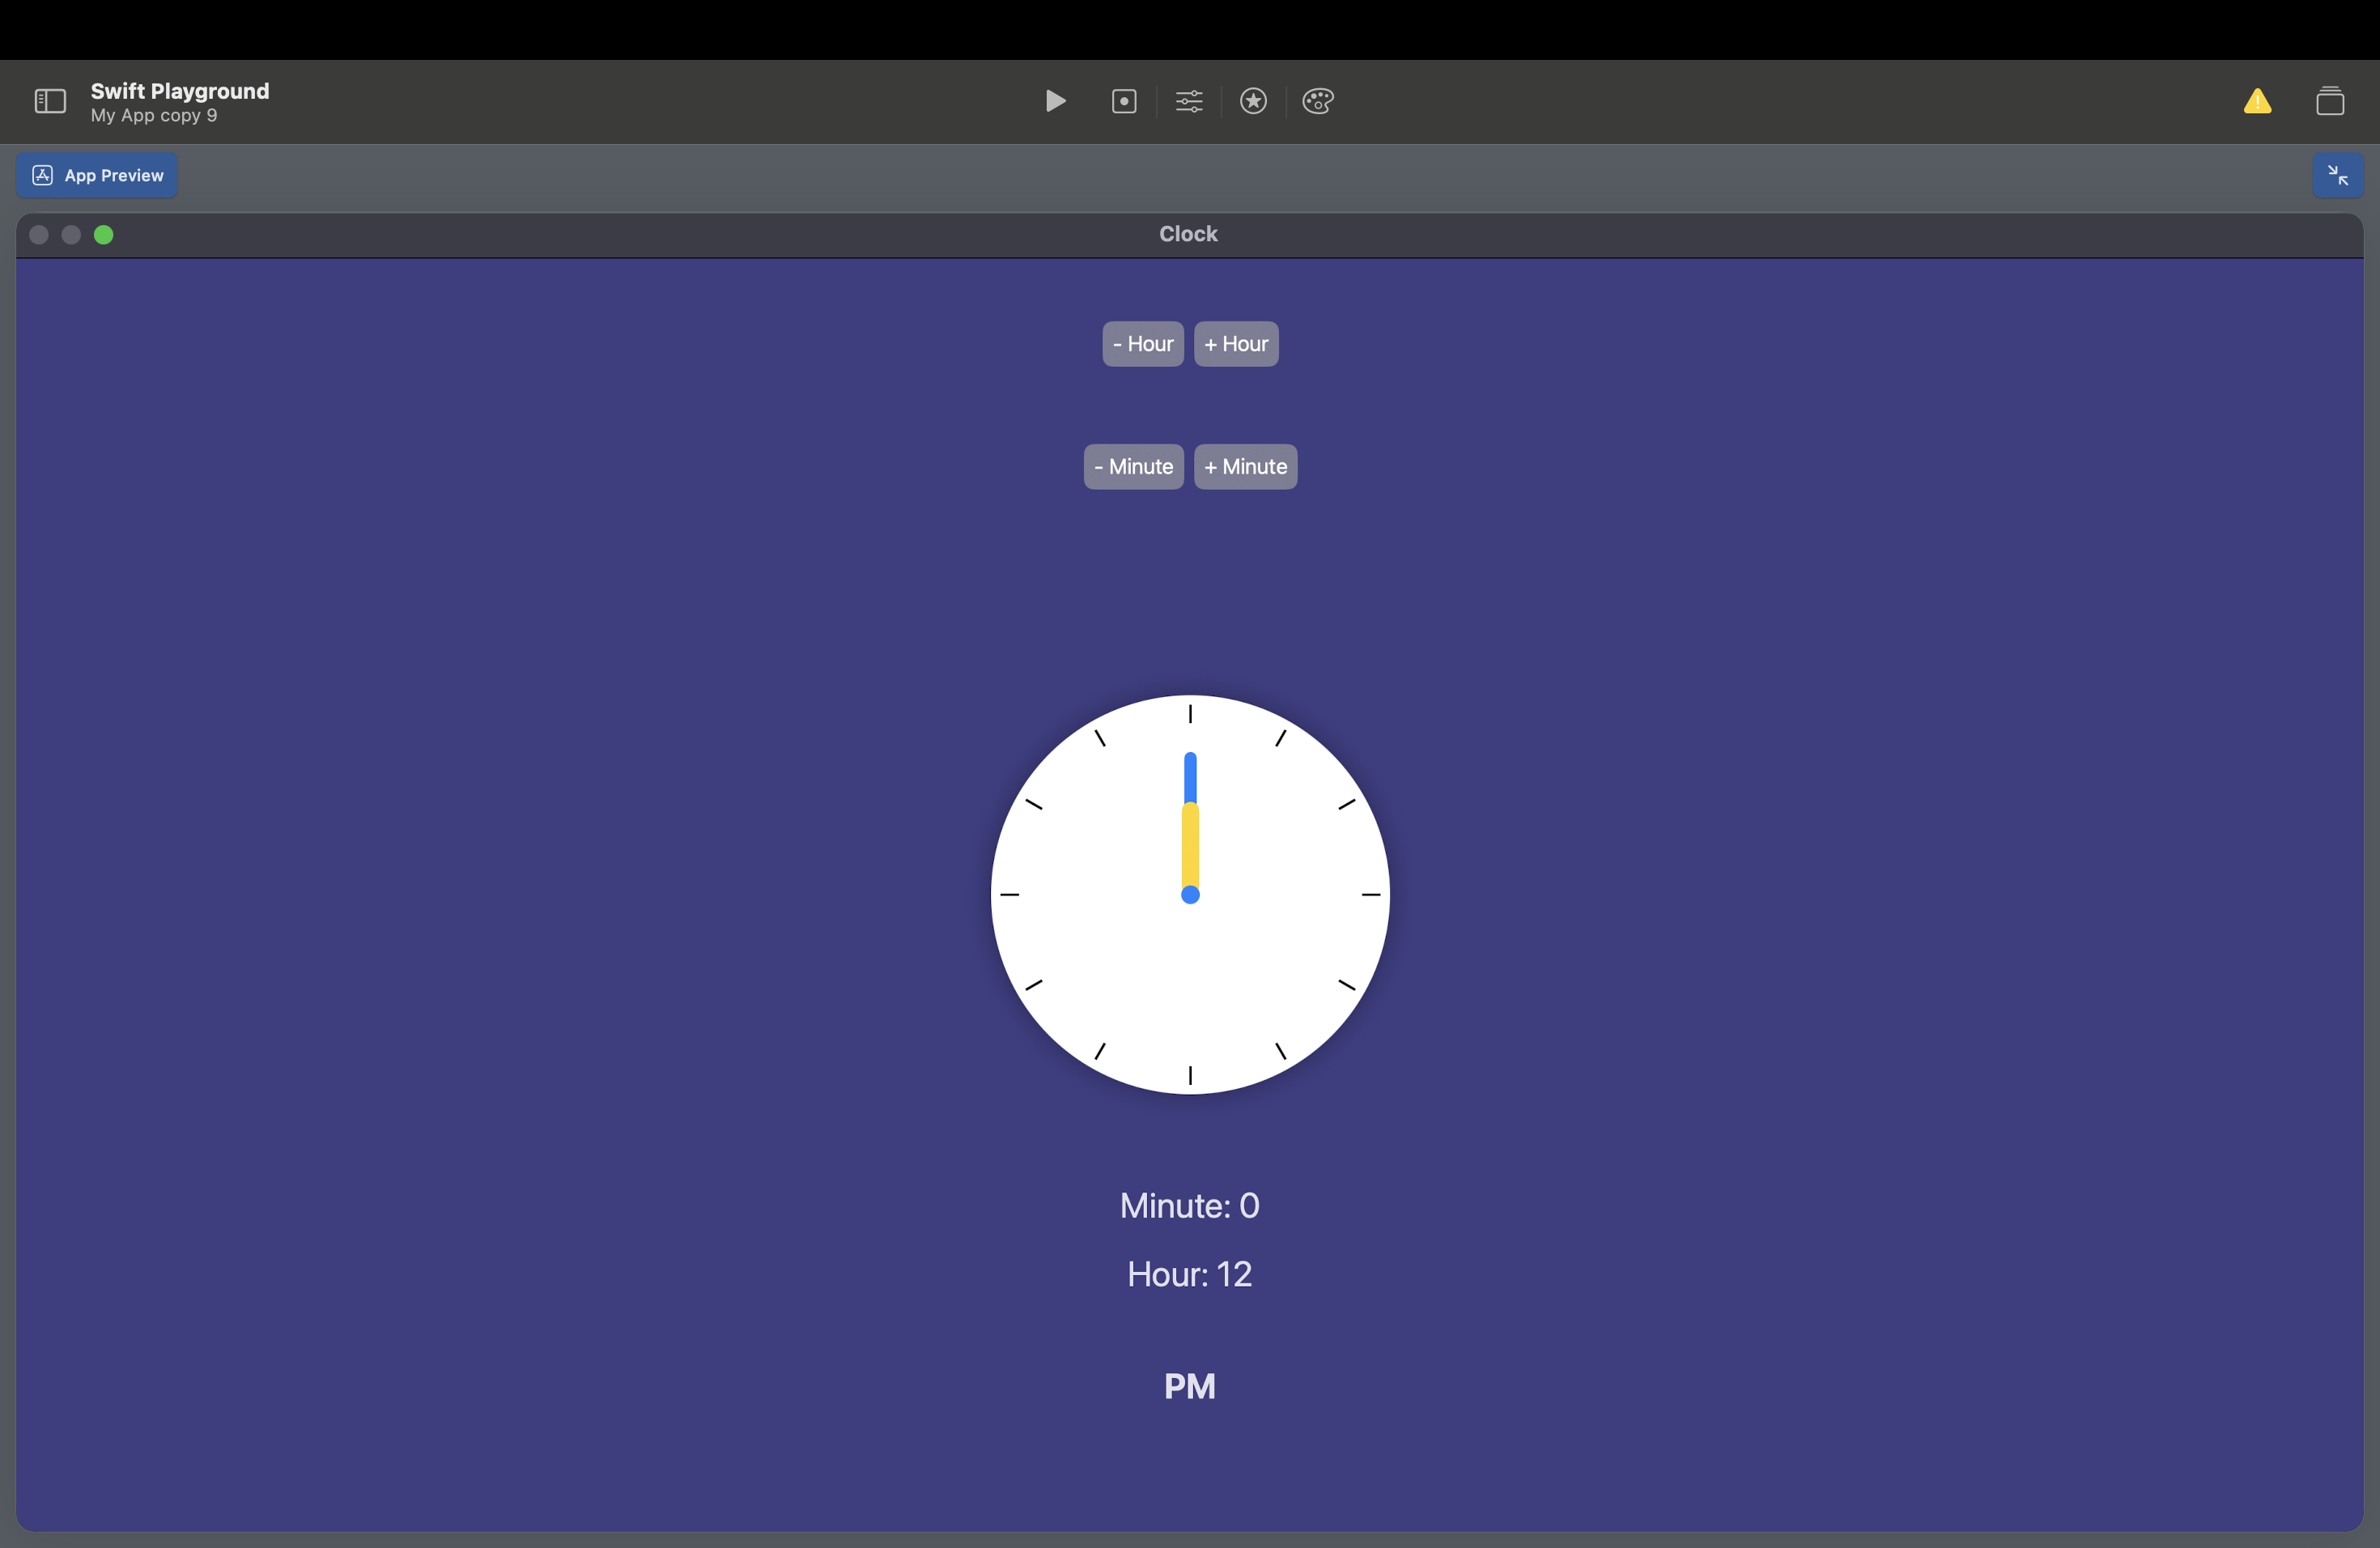 Swift Playground
My App copy 9
App Preview
Clock
- Hour
+ Hour
- Minute
+ Minute
Minute: 0
Hour: 12
PM